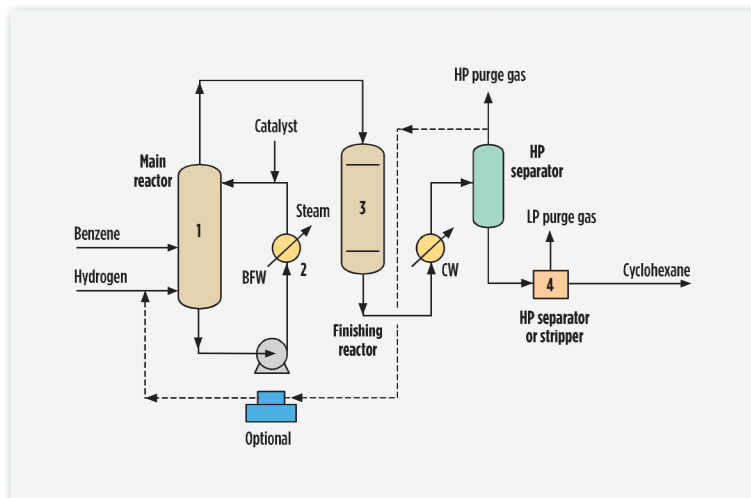 HP purge gas
Catalyst
Main
reactor
HP
separator
1
3
Steam
LP purge gas
Benzene
Hydrogen
BFW
2
CW
4
Cyclohexane
HP separator
or stripper
Finishing
reactor
Optional